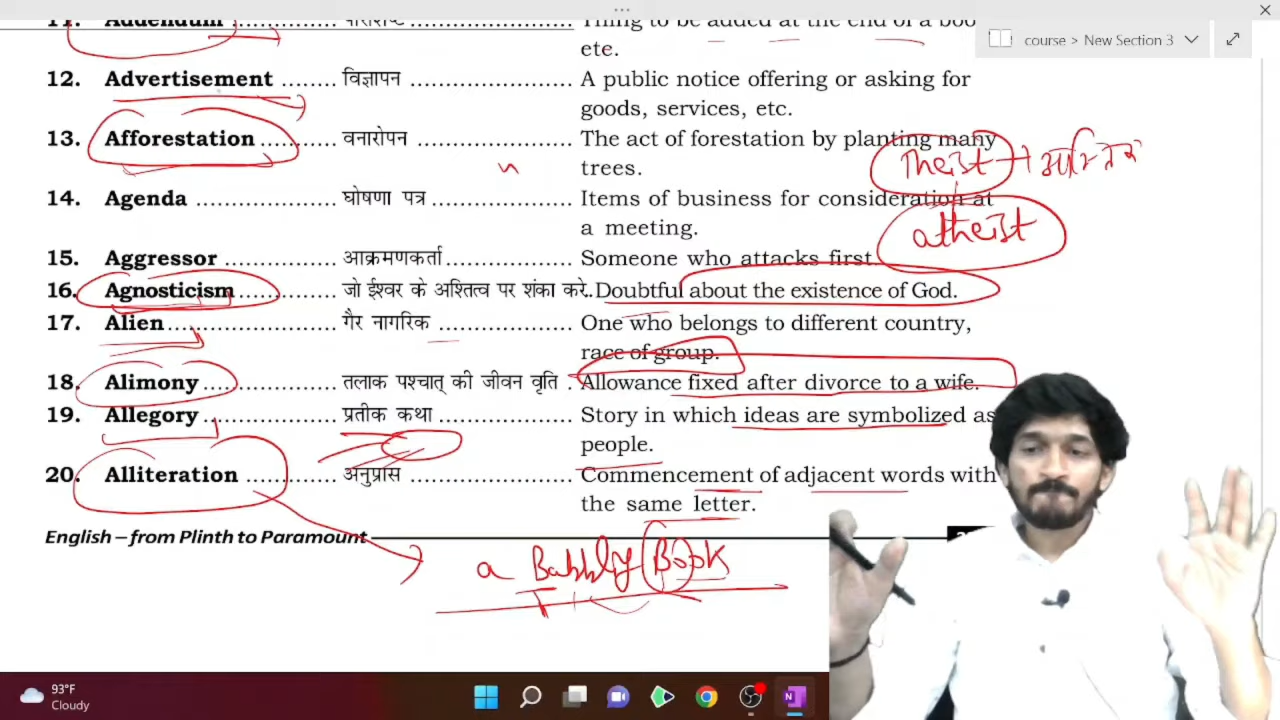 11. Addendum ........ परिशिष्ट ........ Thing to be added at the end of a boo
ete.
course > New Section 3
12. Advertisement ........ विज्ञापन ........................ A public notice offering or asking for
goods, services, etc.
13. Afforestation ............ वनारोपन ........................ The act of forestation by planting many
trees.
Theist → आस्तिक
14. Agenda .................... घोषणा पत्र .................... Items of business for consideration at
a meeting.
atheist
15. Aggressor ................. आक्रमणकर्ता .................. Someone who attacks first.
16. Agnosticism .............. जो ईश्वर के अश्तित्व पर शंका करे.. Doubtful about the existence of God.
17. Alien ........................ गैर नागरिक .................... One who belongs to different country,
race of group.
18. Alimony ................... तलाक पश्चात् की जीवन वृति . Allowance fixed after divorce to a wife.
19. Allegory ................... प्रतीक कथा .................... Story in which ideas are symbolized as
people.
20. Alliteration .............. अनुप्रास ........................ Commencement of adjacent words with
the same letter.
English – from Plinth to Paramount
a Babbly Book
93°F
Cloudy